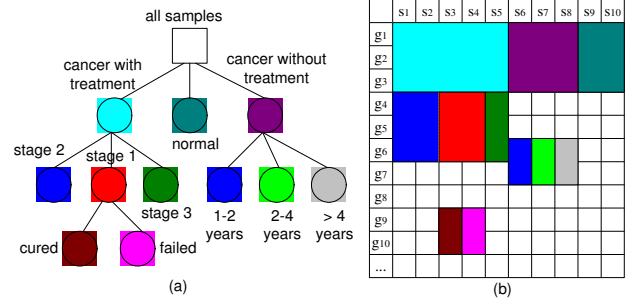 all samples
cancer with
treatment
cancer without
treatment
normal
stage 2
stage 1
stage 3
1-2
years
2-4
years
> 4
years
cured
failed
(a)
s1 s2 s3 s4 s5 s6 s7 s8 s9 s10
g1
g2
g3
g4
g5
g6
g7
g8
g9
g10
...
(b)